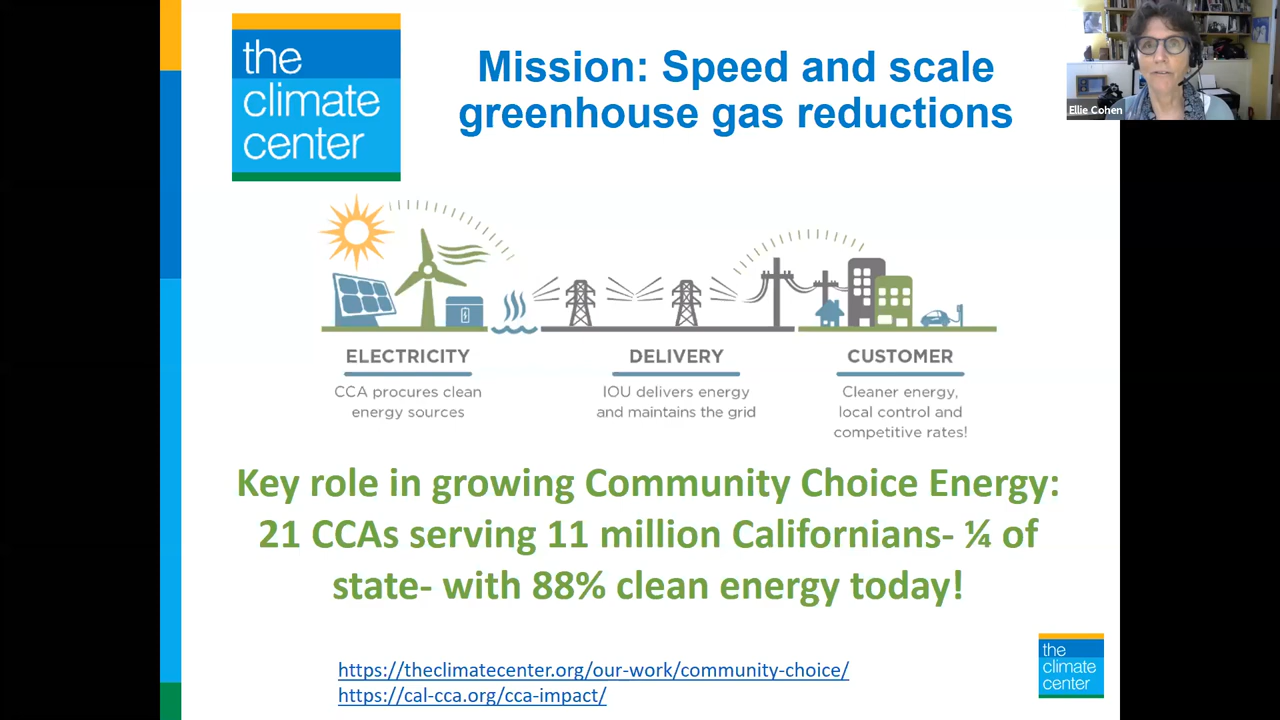 the
climate
center
Mission: Speed and scale
greenhouse gas reductions
Ellie Cohen
ELECTRICITY
CCA procures clean
energy sources
DELIVERY
IOU delivers energy
and maintains the grid
CUSTOMER
Cleaner energy,
local control and
competitive rates!
Key role in growing Community Choice Energy:
21 CCAs serving 11 million Californians- ¼ of
state- with 88% clean energy today!
https://theclimatecenter.org/our-work/community-choice/
https://cal-cca.org/cca-impact/
the
climate
center